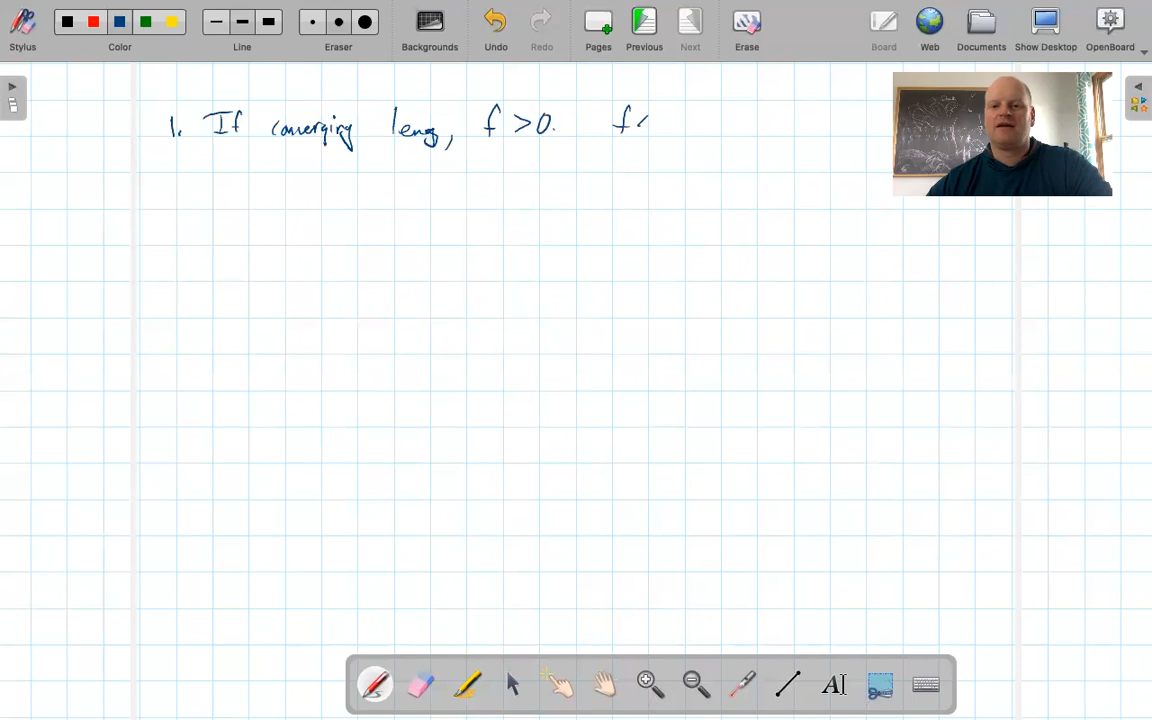 Stylus Color Line Eraser Backgrounds Undo Redo Pages Previous Next Erase Board Web Documents Show Desktop OpenBoard
1. If converging lens, f > 0. f <
A